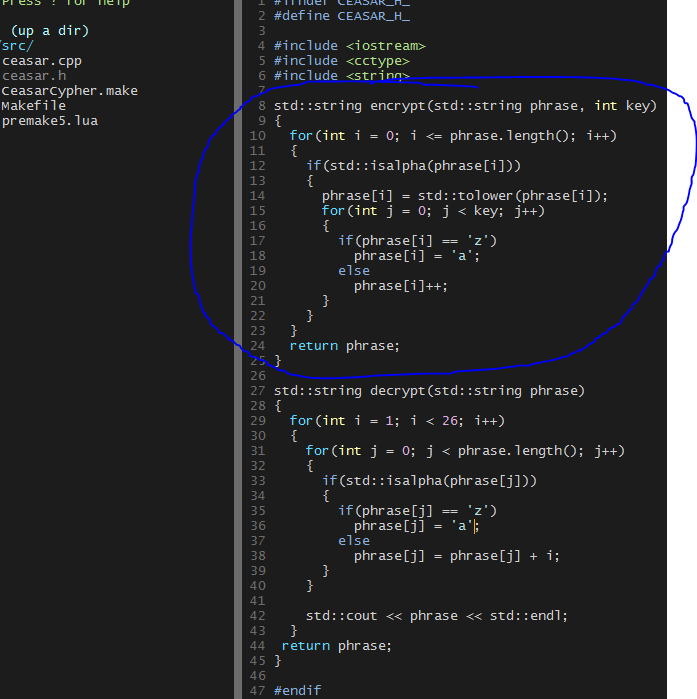 Press ? for help
(up a dir)
/src/
ceasar.cpp
ceasar.h
CeasarCypher.make
Makefile
premake5.lua
1 #ifndef CEASAR_H_
2 #define CEASAR_H_
3
4 #include <iostream>
5 #include <cctype>
6 #include <string>
7
8 std::string encrypt(std::string phrase, int key)
9 {
10   for(int i = 0; i <= phrase.length(); i++)
11   {
12     if(std::isalpha(phrase[i]))
13     {
14       phrase[i] = std::tolower(phrase[i]);
15       for(int j = 0; j < key; j++)
16       {
17         if(phrase[i] == 'z')
18           phrase[i] = 'a';
19         else
20           phrase[i]++;
21       }
22     }
23   }
24   return phrase;
25 }
26
27 std::string decrypt(std::string phrase)
28 {
29   for(int i = 1; i < 26; i++)
30   {
31     for(int j = 0; j < phrase.length(); j++)
32     {
33       if(std::isalpha(phrase[j]))
34       {
35         if(phrase[j] == 'z')
36           phrase[j] = 'a';
37         else
38           phrase[j] = phrase[j] + i;
39       }
40     }
41
42     std::cout << phrase << std::endl;
43   }
44  return phrase;
45 }
46
47 #endif